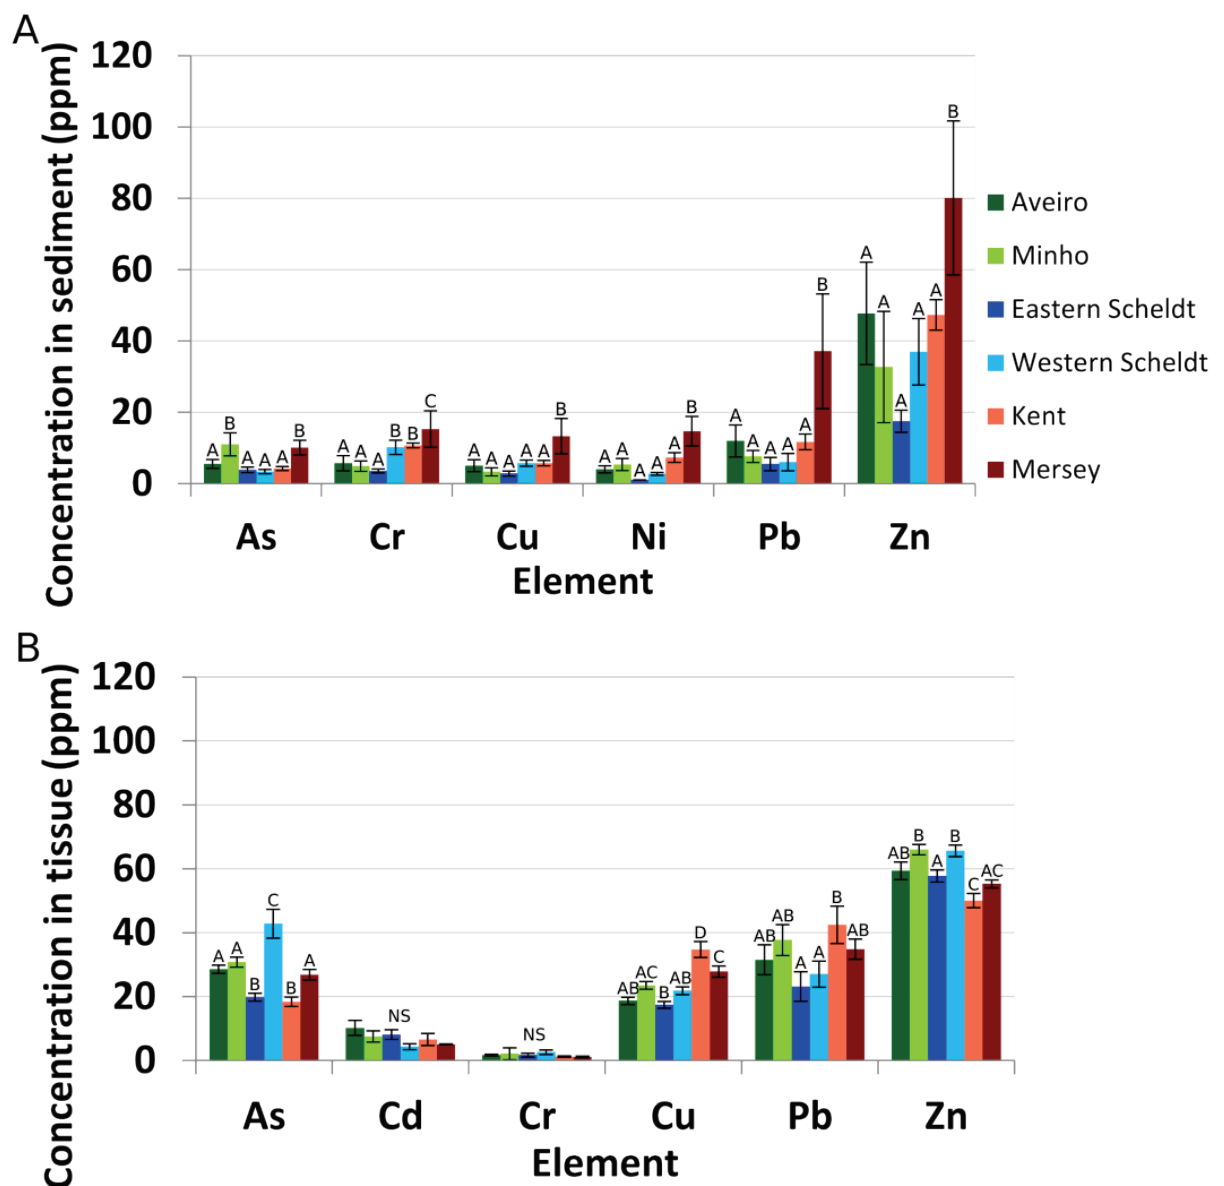 A
Concentration in sediment (ppm)
120
100
80
60
40
20
0
A B A A A B
A A A B B C
A A A A A B
A A A A A B
A A A A A B
A A A A A B
As Cr Cu Ni Pb Zn
Element
Aveiro
Minho
Eastern Scheldt
Western Scheldt
Kent
Mersey
B
Concentration in tissue (ppm)
120
100
80
60
40
20
0
A A B C B A
NS
NS
AB AC B AB D C
AB AB A A B AB
AB B A B C AC
As Cd Cr Cu Pb Zn
Element